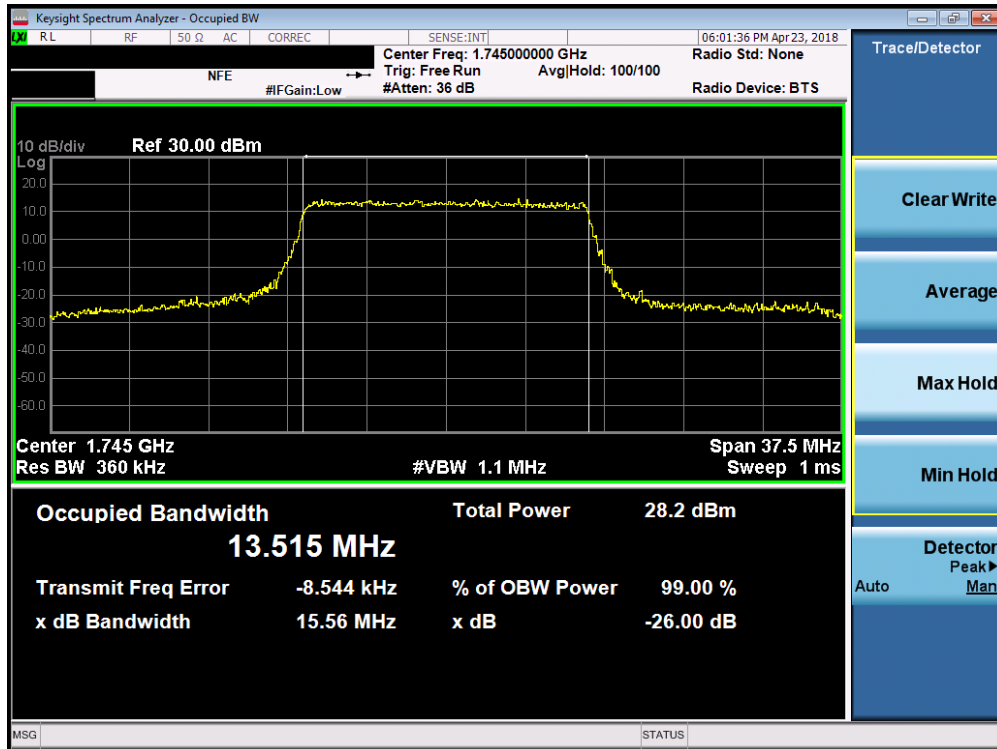 Keysight Spectrum Analyzer - Occupied BW
LXI RL RF 50 Ω AC CORREC SENSE:INT 06:01:36 PM Apr 23, 2018
Center Freq: 1.745000000 GHz Radio Std: None
NFE Trig: Free Run Avg|Hold: 100/100
#IFGain:Low #Atten: 36 dB Radio Device: BTS
Trace/Detector
10 dB/div Ref 30.00 dBm
Log
20.0
10.0
0.00
-10.0
-20.0
-30.0
-40.0
-50.0
-60.0
Center 1.745 GHz Span 37.5 MHz
Res BW 360 kHz #VBW 1.1 MHz Sweep 1 ms
Occupied Bandwidth Total Power 28.2 dBm
13.515 MHz
Transmit Freq Error -8.544 kHz % of OBW Power 99.00 %
x dB Bandwidth 15.56 MHz x dB -26.00 dB
Clear Write
Average
Max Hold
Min Hold
Detector
Peak▶
Auto Man
MSG STATUS